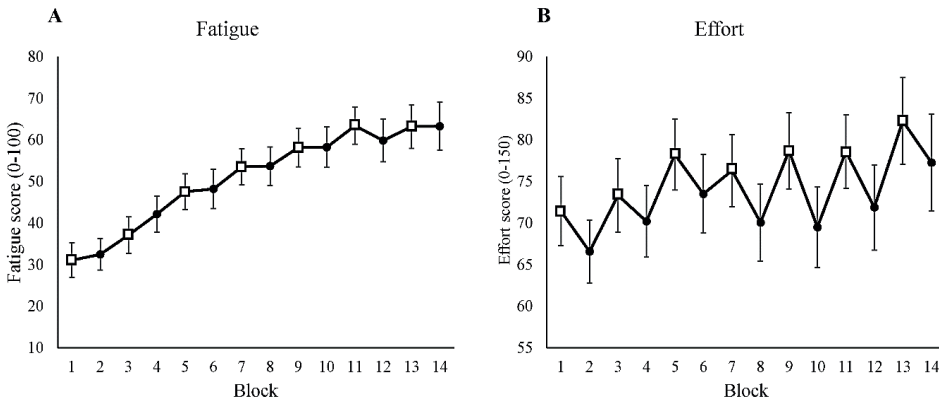 A
Fatigue
Fatigue score (0-100)
80
70
60
50
40
30
20
10
1 2 3 4 5 6 7 8 9 10 11 12 13 14
Block
B
Effort
Effort score (0-150)
90
85
80
75
70
65
60
55
1 2 3 4 5 6 7 8 9 10 11 12 13 14
Block